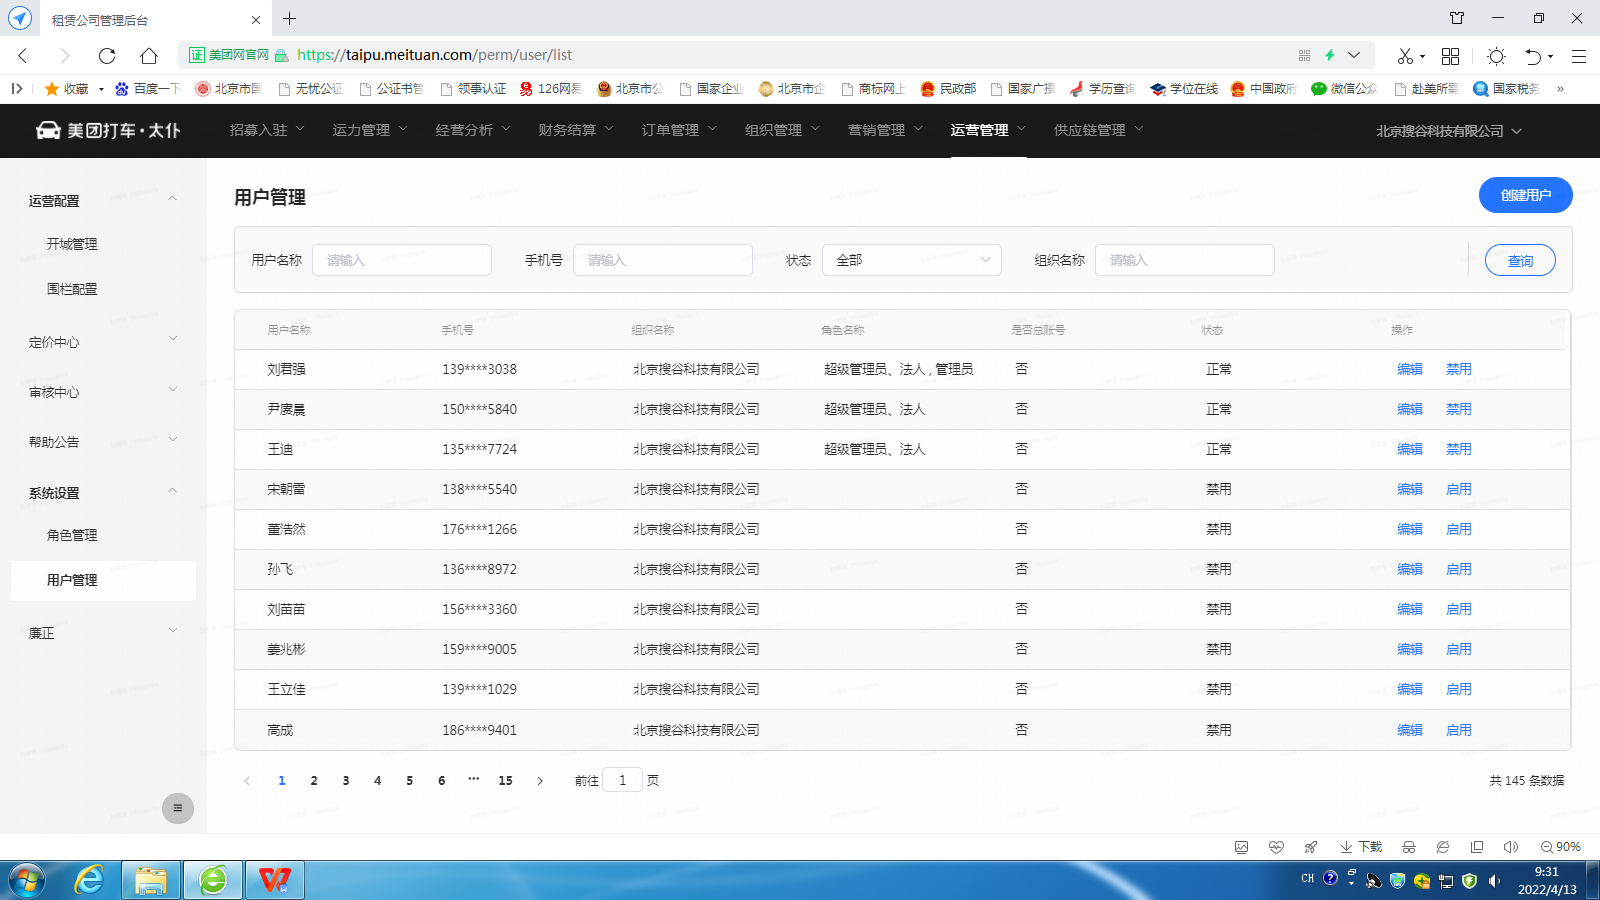 租赁公司管理后台
证 美团网官网 https://taipu.meituan.com/perm/user/list
收藏 百度一下 北京市国 无忧公证 公证书管 领事认证 126网易 北京市公 国家企业 北京市企 商标网上 民政部 国家广播 学历查询 学位在线 中国政府 微信公众 赴美所需 国家税务 »
美团打车·太仆 招募入驻 运力管理 经营分析 财务结算 订单管理 组织管理 营销管理 运营管理 供应链管理 北京搜谷科技有限公司
运营配置
开城管理
围栏配置
定价中心
审核中心
帮助公告
系统设置
角色管理
用户管理
廉正
用户管理 创建用户
用户名称 请输入 手机号 请输入 状态 全部 组织名称 请输入 查询
用户名称 手机号 组织名称 角色名称 是否总账号 状态 操作
刘君强 139****3038 北京搜谷科技有限公司 超级管理员、法人 , 管理员 否 正常 编辑 禁用
尹赓晨 150****5840 北京搜谷科技有限公司 超级管理员、法人 否 正常 编辑 禁用
王迪 135****7724 北京搜谷科技有限公司 超级管理员、法人 否 正常 编辑 禁用
宋朝雷 138****5540 北京搜谷科技有限公司 否 禁用 编辑 启用
董浩然 176****1266 北京搜谷科技有限公司 否 禁用 编辑 启用
孙飞 136****8972 北京搜谷科技有限公司 否 禁用 编辑 启用
刘苗苗 156****3360 北京搜谷科技有限公司 否 禁用 编辑 启用
姜兆彬 159****9005 北京搜谷科技有限公司 否 禁用 编辑 启用
王立佳 139****1029 北京搜谷科技有限公司 否 禁用 编辑 启用
高成 186****9401 北京搜谷科技有限公司 否 禁用 编辑 启用
1 2 3 4 5 6 ··· 15 前往 1 页 共 145 条数据
下载 90%
CH 9:31
2022/4/13